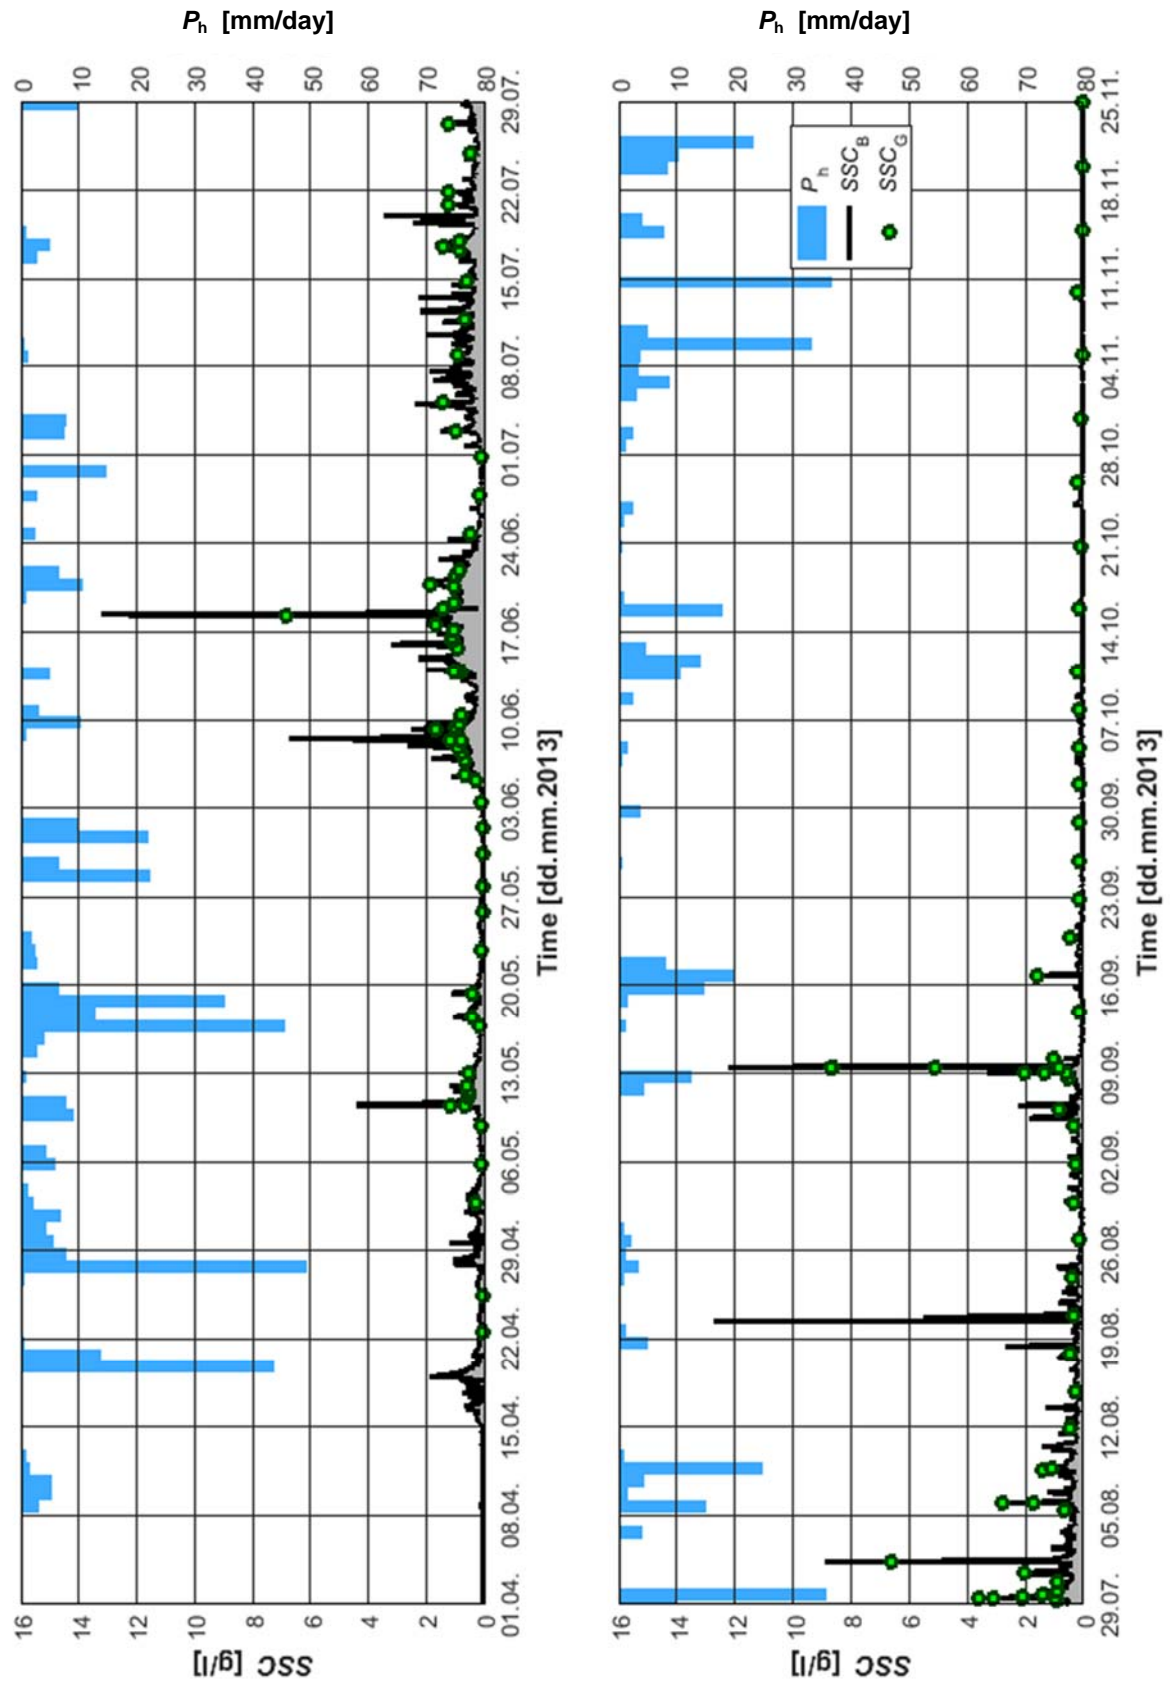 P_h [mm/day]
0 10 20 30 40 50 60 70 80
16 14 12 10 8 6 4 2 0
SSC [g/l]
01.04. 08.04. 15.04. 22.04. 29.04. 06.05. 13.05. 20.05. 27.05. 03.06. 10.06. 17.06. 24.06. 01.07. 08.07. 15.07. 22.07. 29.07.
Time [dd.mm.2013]
P_h [mm/day]
0 10 20 30 40 50 60 70 80
P_h
SSC_B
SSC_G
16 14 12 10 8 6 4 2 0
SSC [g/l]
29.07. 05.08. 12.08. 19.08. 26.08. 02.09. 09.09. 16.09. 23.09. 30.09. 07.10. 14.10. 21.10. 28.10. 04.11. 11.11. 18.11. 25.11.
Time [dd.mm.2013]